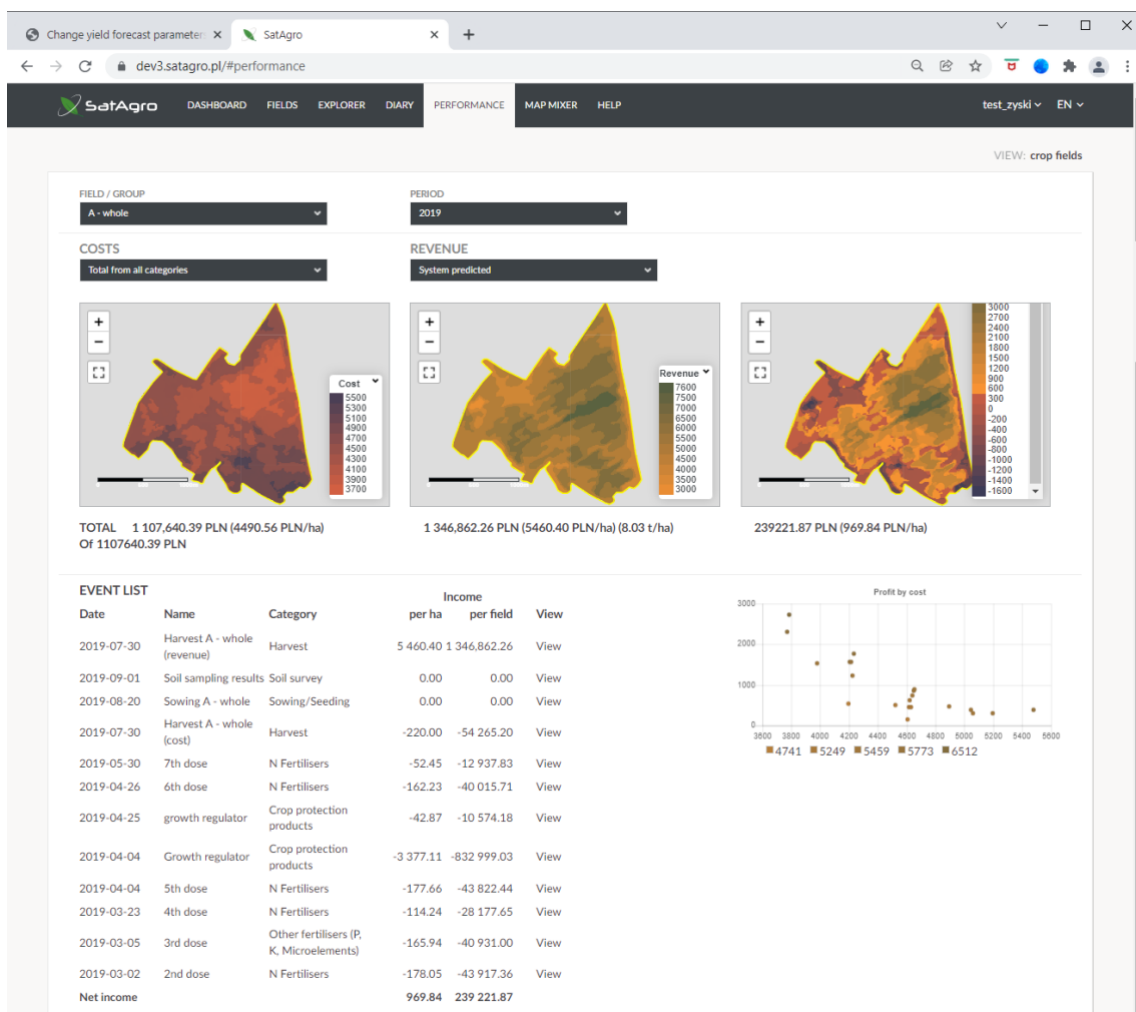 Change yield forecast parameter
SatAgro
dev3.satagro.pl/#performance
SatAgro DASHBOARD FIELDS EXPLORER DIARY PERFORMANCE MAP MIXER HELP test_zyski EN
VIEW: crop fields
FIELD / GROUP PERIOD
A - whole 2019
COSTS REVENUE
Total from all categories System predicted
+ + +
− − −
Cost
5500
5300
5100
4900
4700
4500
4300
4100
3900
3700
Revenue
7600
7500
7000
6500
6000
5500
5000
4500
4000
3500
3000
3000
2700
2400
2100
1800
1500
1200
900
600
300
0
-200
-400
-600
-800
-1000
-1200
-1400
-1600
TOTAL 1 107,640.39 PLN (4490.56 PLN/ha)
Of 1107640.39 PLN
1 346,862.26 PLN (5460.40 PLN/ha) (8.03 t/ha)
239221.87 PLN (969.84 PLN/ha)
EVENT LIST
Income
Date Name Category per ha per field View
2019-07-30 Harvest A - whole (revenue) Harvest 5 460.40 1 346,862.26 View
2019-09-01 Soil sampling results Soil survey 0.00 0.00 View
2019-08-20 Sowing A - whole Sowing/Seeding 0.00 0.00 View
2019-07-30 Harvest A - whole (cost) Harvest -220.00 -54 265.20 View
2019-05-30 7th dose N Fertilisers -52.45 -12 937.83 View
2019-04-26 6th dose N Fertilisers -162.23 -40 015.71 View
2019-04-25 growth regulator Crop protection products -42.87 -10 574.18 View
2019-04-04 Growth regulator Crop protection products -3 377.11 -832 999.03 View
2019-04-04 5th dose N Fertilisers -177.66 -43 822.44 View
2019-03-23 4th dose N Fertilisers -114.24 -28 177.65 View
2019-03-05 3rd dose Other fertilisers (P, K, Microelements) -165.94 -40 931.00 View
2019-03-02 2nd dose N Fertilisers -178.05 -43 917.36 View
Net income 969.84 239 221.87
Profit by cost
3000
2000
1000
0
3600 3800 4000 4200 4400 4600 4800 5000 5200 5400 5600
4741 5249 5459 5773 6512